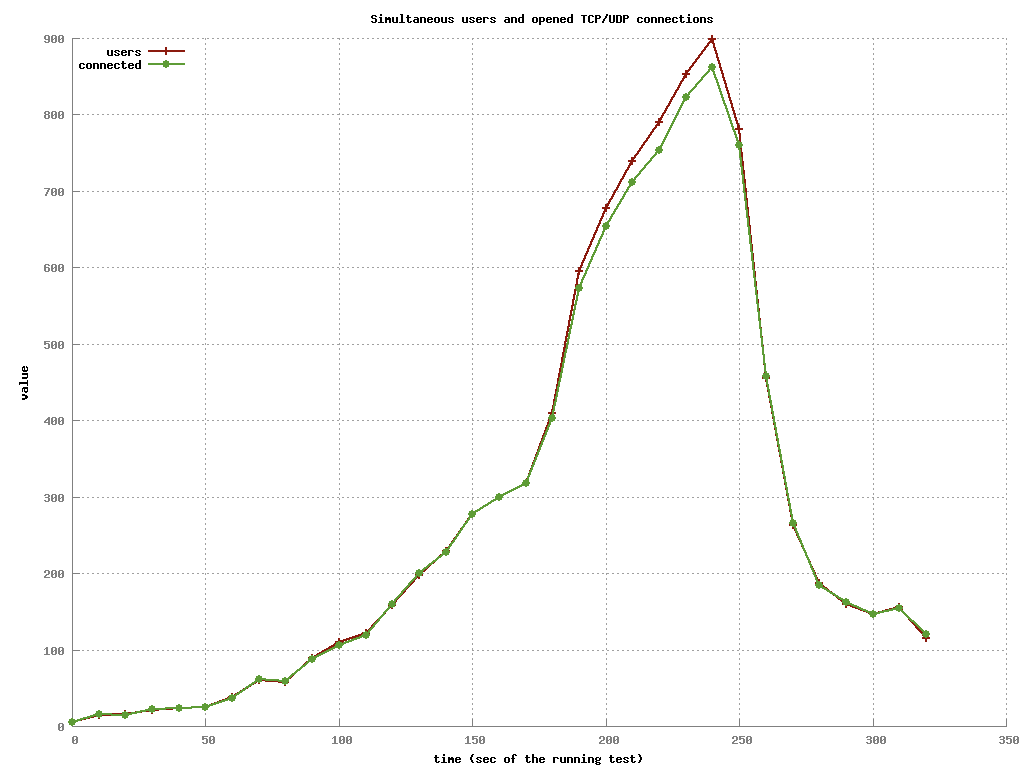 Simultaneous users and opened TCP/UDP connections
900
users
connected
800
700
600
500
value
400
300
200
100
0
0 50 100 150 200 250 300 350
time (sec of the running test)